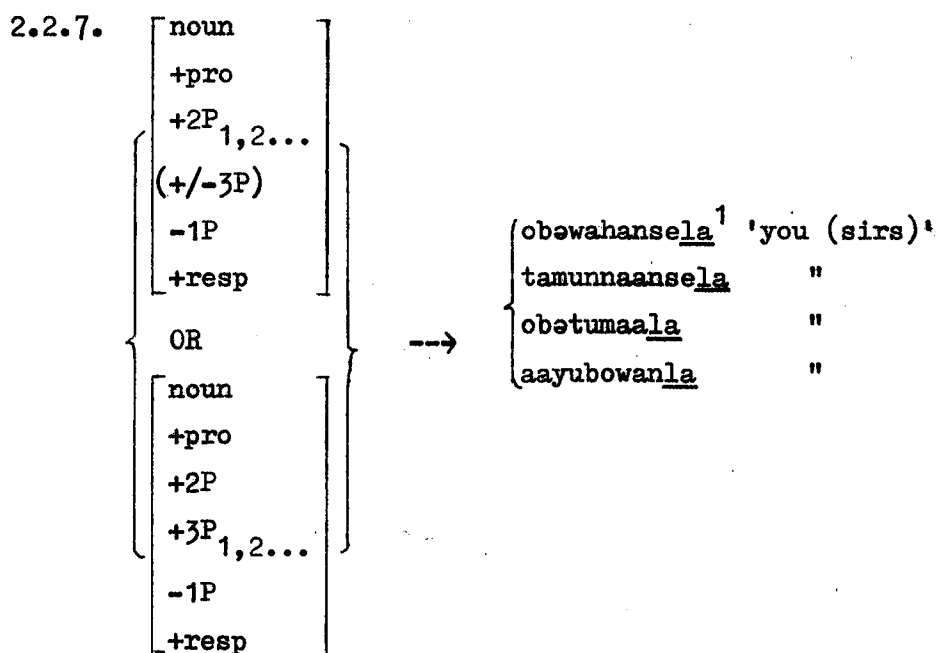 2.2.7. noun
+pro
+2P1,2...
(+/-3P)
-1P
+resp
OR
noun
+pro
+2P
+3P1,2...
-1P
+resp
--->
obəwahansela1 'you (sirs)'
tamunnaansela "
obətumaala "
aayubowanla "